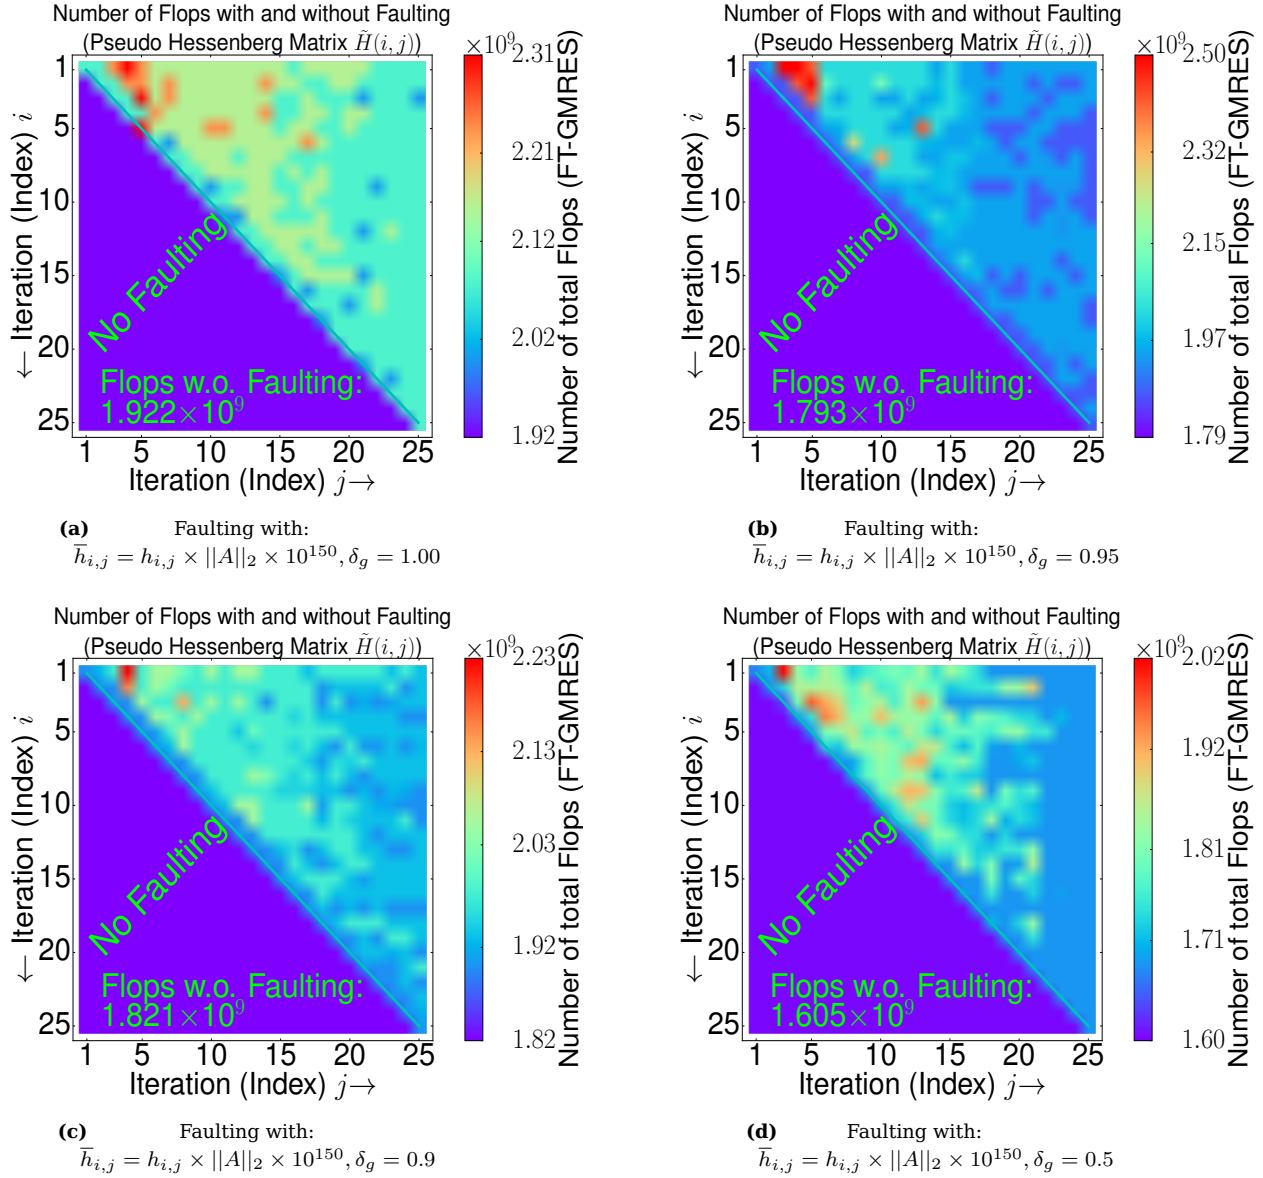 Number of Flops with and without Faulting
(Pseudo Hessenberg Matrix H̃(i, j))
×10⁹
2.31
2.21
2.12
2.02
1.92
Number of total Flops (FT-GMRES)
← Iteration (Index) i
1
5
10
15
20
25
No Faulting
Flops w.o. Faulting:
1.922×10⁹
1 5 10 15 20 25
Iteration (Index) j→
(a) Faulting with:
h̅ᵢ,ⱼ = hᵢ,ⱼ × ||A||₂ × 10¹⁵⁰, δg = 1.00
Number of Flops with and without Faulting
(Pseudo Hessenberg Matrix H̃(i, j))
×10⁹
2.50
2.32
2.15
1.97
1.79
Number of total Flops (FT-GMRES)
← Iteration (Index) i
1
5
10
15
20
25
No Faulting
Flops w.o. Faulting:
1.793×10⁹
1 5 10 15 20 25
Iteration (Index) j→
(b) Faulting with:
h̅ᵢ,ⱼ = hᵢ,ⱼ × ||A||₂ × 10¹⁵⁰, δg = 0.95
Number of Flops with and without Faulting
(Pseudo Hessenberg Matrix H̃(i, j))
×10⁹
2.23
2.13
2.03
1.92
1.82
Number of total Flops (FT-GMRES)
← Iteration (Index) i
1
5
10
15
20
25
No Faulting
Flops w.o. Faulting:
1.821×10⁹
1 5 10 15 20 25
Iteration (Index) j→
(c) Faulting with:
h̅ᵢ,ⱼ = hᵢ,ⱼ × ||A||₂ × 10¹⁵⁰, δg = 0.9
Number of Flops with and without Faulting
(Pseudo Hessenberg Matrix H̃(i, j))
×10⁹
2.02
1.92
1.81
1.71
1.60
Number of total Flops (FT-GMRES)
← Iteration (Index) i
1
5
10
15
20
25
No Faulting
Flops w.o. Faulting:
1.605×10⁹
1 5 10 15 20 25
Iteration (Index) j→
(d) Faulting with:
h̅ᵢ,ⱼ = hᵢ,ⱼ × ||A||₂ × 10¹⁵⁰, δg = 0.5